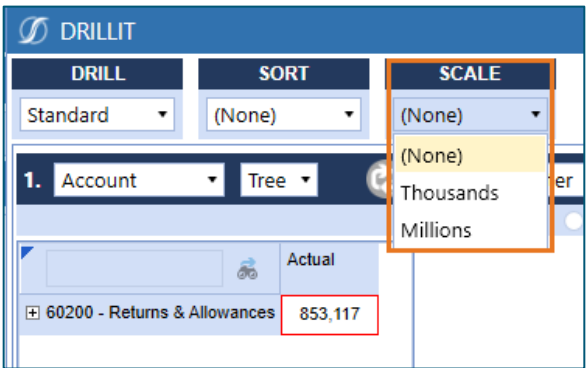 DRILLIT
DRILL SORT SCALE
Standard (None) (None)
(None)
Thousands
Millions
1. Account Tree er
Actual
60200 - Returns & Allowances 853,117